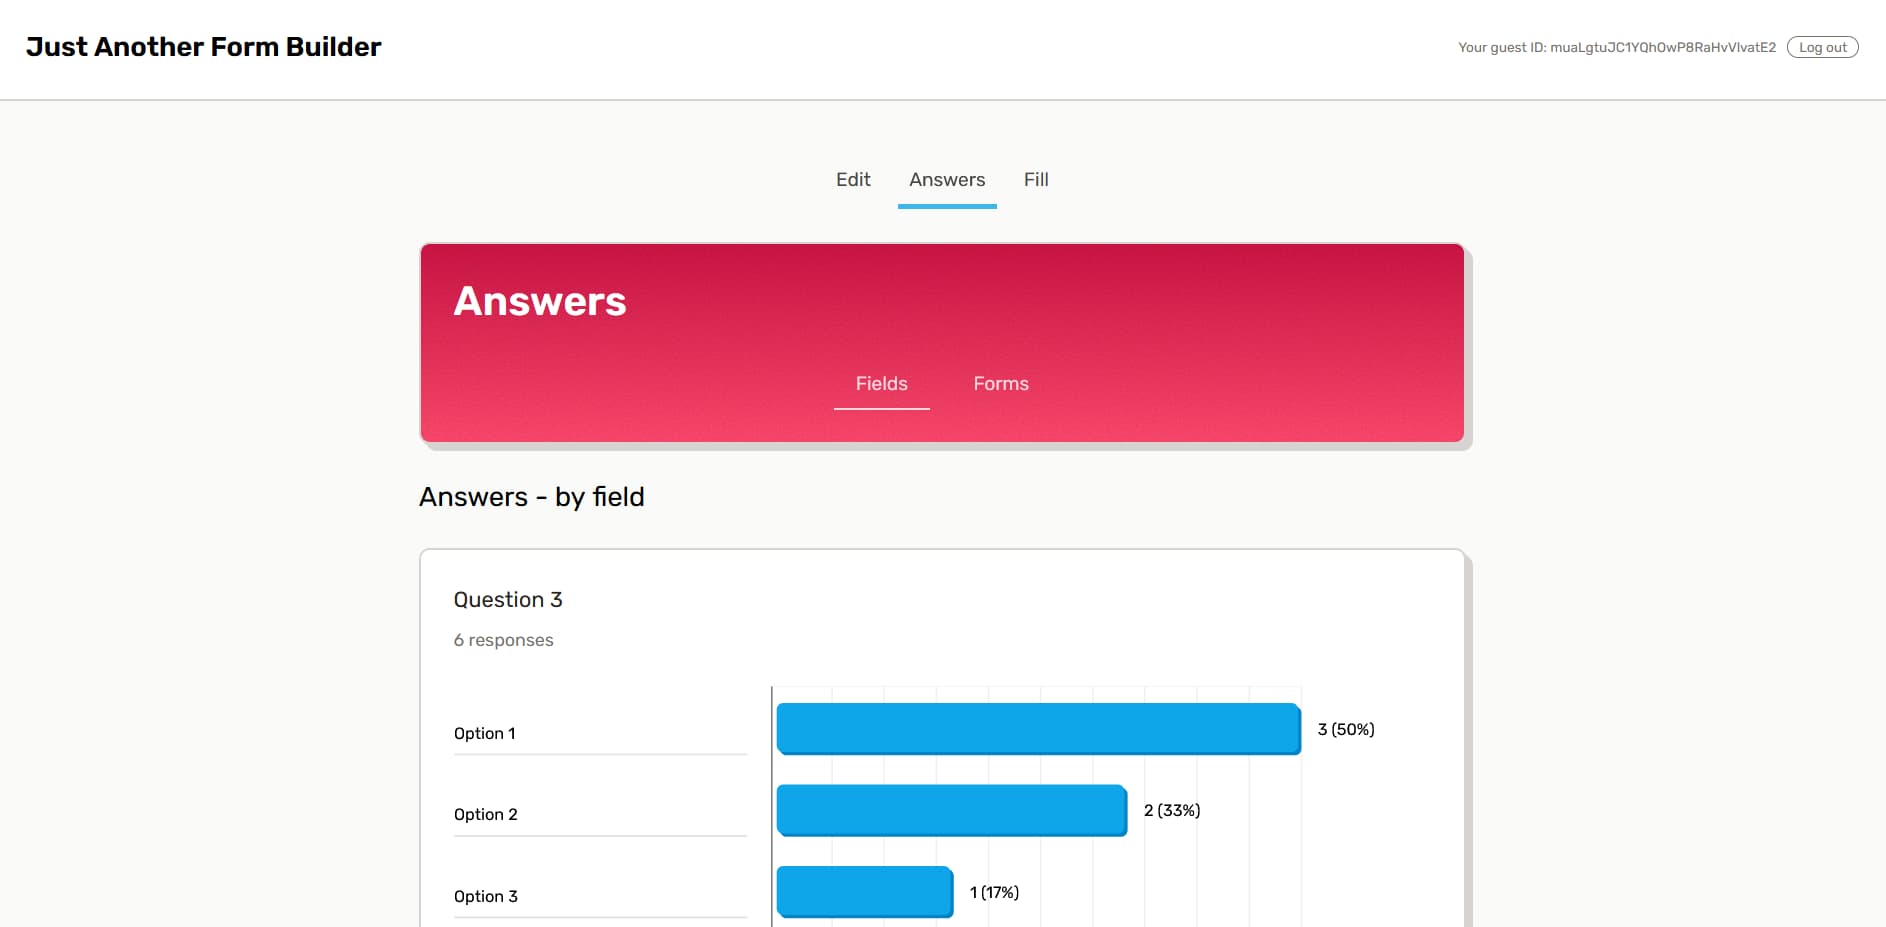 Just Another Form Builder
Your guest ID: muaLgtuJC1YQhOwP8RaHvVlvatE2 Log out
Edit Answers Fill
Answers
Fields Forms
Answers - by field
Question 3
6 responses
Option 1 3 (50%)
Option 2 2 (33%)
Option 3 1 (17%)